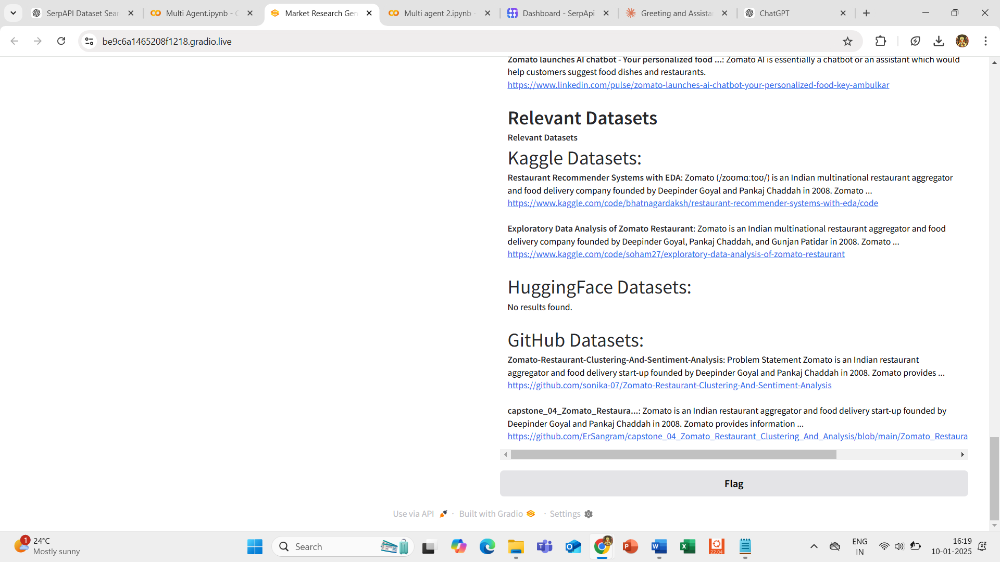 SerpAPI Dataset Sear
Multi Agent.ipynb - C
Market Research Gen
Multi agent 2.ipynb -
Dashboard - SerpApi
Greeting and Assistan
ChatGPT
be9c6a1465208f1218.gradio.live
Zomato launches AI chatbot - Your personalized food ...: Zomato AI is essentially a chatbot or an assistant which would
help customers suggest food dishes and restaurants.
https://www.linkedin.com/pulse/zomato-launches-ai-chatbot-your-personalized-food-key-ambulkar
Relevant Datasets
Relevant Datasets
Kaggle Datasets:
Restaurant Recommender Systems with EDA: Zomato (/zoʊmɑːtoʊ/) is an Indian multinational restaurant aggregator
and food delivery company founded by Deepinder Goyal and Pankaj Chaddah in 2008. Zomato ...
https://www.kaggle.com/code/bhatnagardaksh/restaurant-recommender-systems-with-eda/code
Exploratory Data Analysis of Zomato Restaurant: Zomato is an Indian multinational restaurant aggregator and food
delivery company founded by Deepinder Goyal, Pankaj Chaddah, and Gunjan Patidar in 2008. Zomato ...
https://www.kaggle.com/code/soham27/exploratory-data-analysis-of-zomato-restaurant
HuggingFace Datasets:
No results found.
GitHub Datasets:
Zomato-Restaurant-Clustering-And-Sentiment-Analysis: Problem Statement Zomato is an Indian restaurant
aggregator and food delivery start-up founded by Deepinder Goyal and Pankaj Chaddah in 2008. Zomato provides ...
https://github.com/sonika-07/Zomato-Restaurant-Clustering-And-Sentiment-Analysis
capstone_04_Zomato_Restaura...: Zomato is an Indian restaurant aggregator and food delivery start-up founded by
Deepinder Goyal and Pankaj Chaddah in 2008. Zomato provides information ...
https://github.com/ErSangram/capstone_04_Zomato_Restaurant_Clustering_And_Analysis/blob/main/Zomato_Restaura
Flag
Use via API · Built with Gradio · Settings
1
24°C
Mostly sunny
Search
22.04
ENG
IN
16:19
10-01-2025